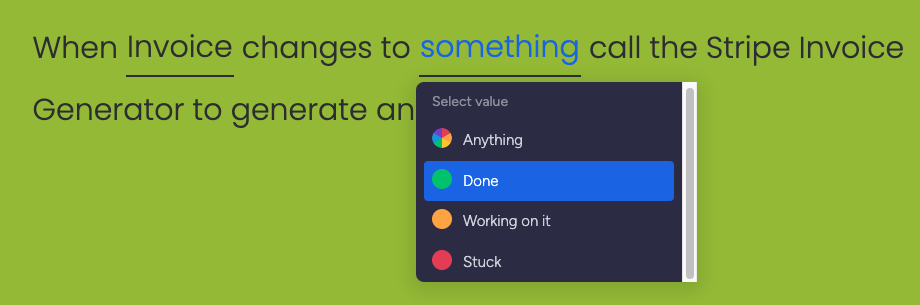 When Invoice changes to something call the Stripe Invoice
Generator to generate an
Select value
Anything
Done
Working on it
Stuck